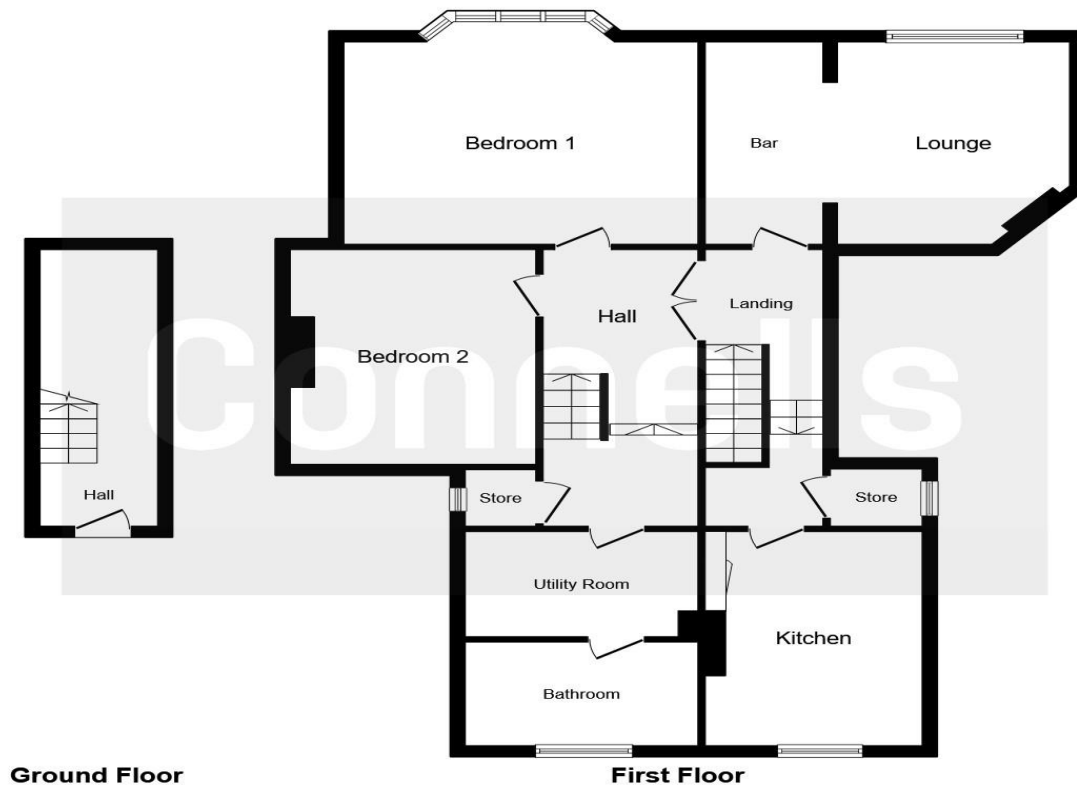 Bedroom 1
Bar
Lounge
Landing
Hall
Bedroom 2
Connells
Store
Hall
Store
Utility Room
Kitchen
Bathroom
Ground Floor
First Floor